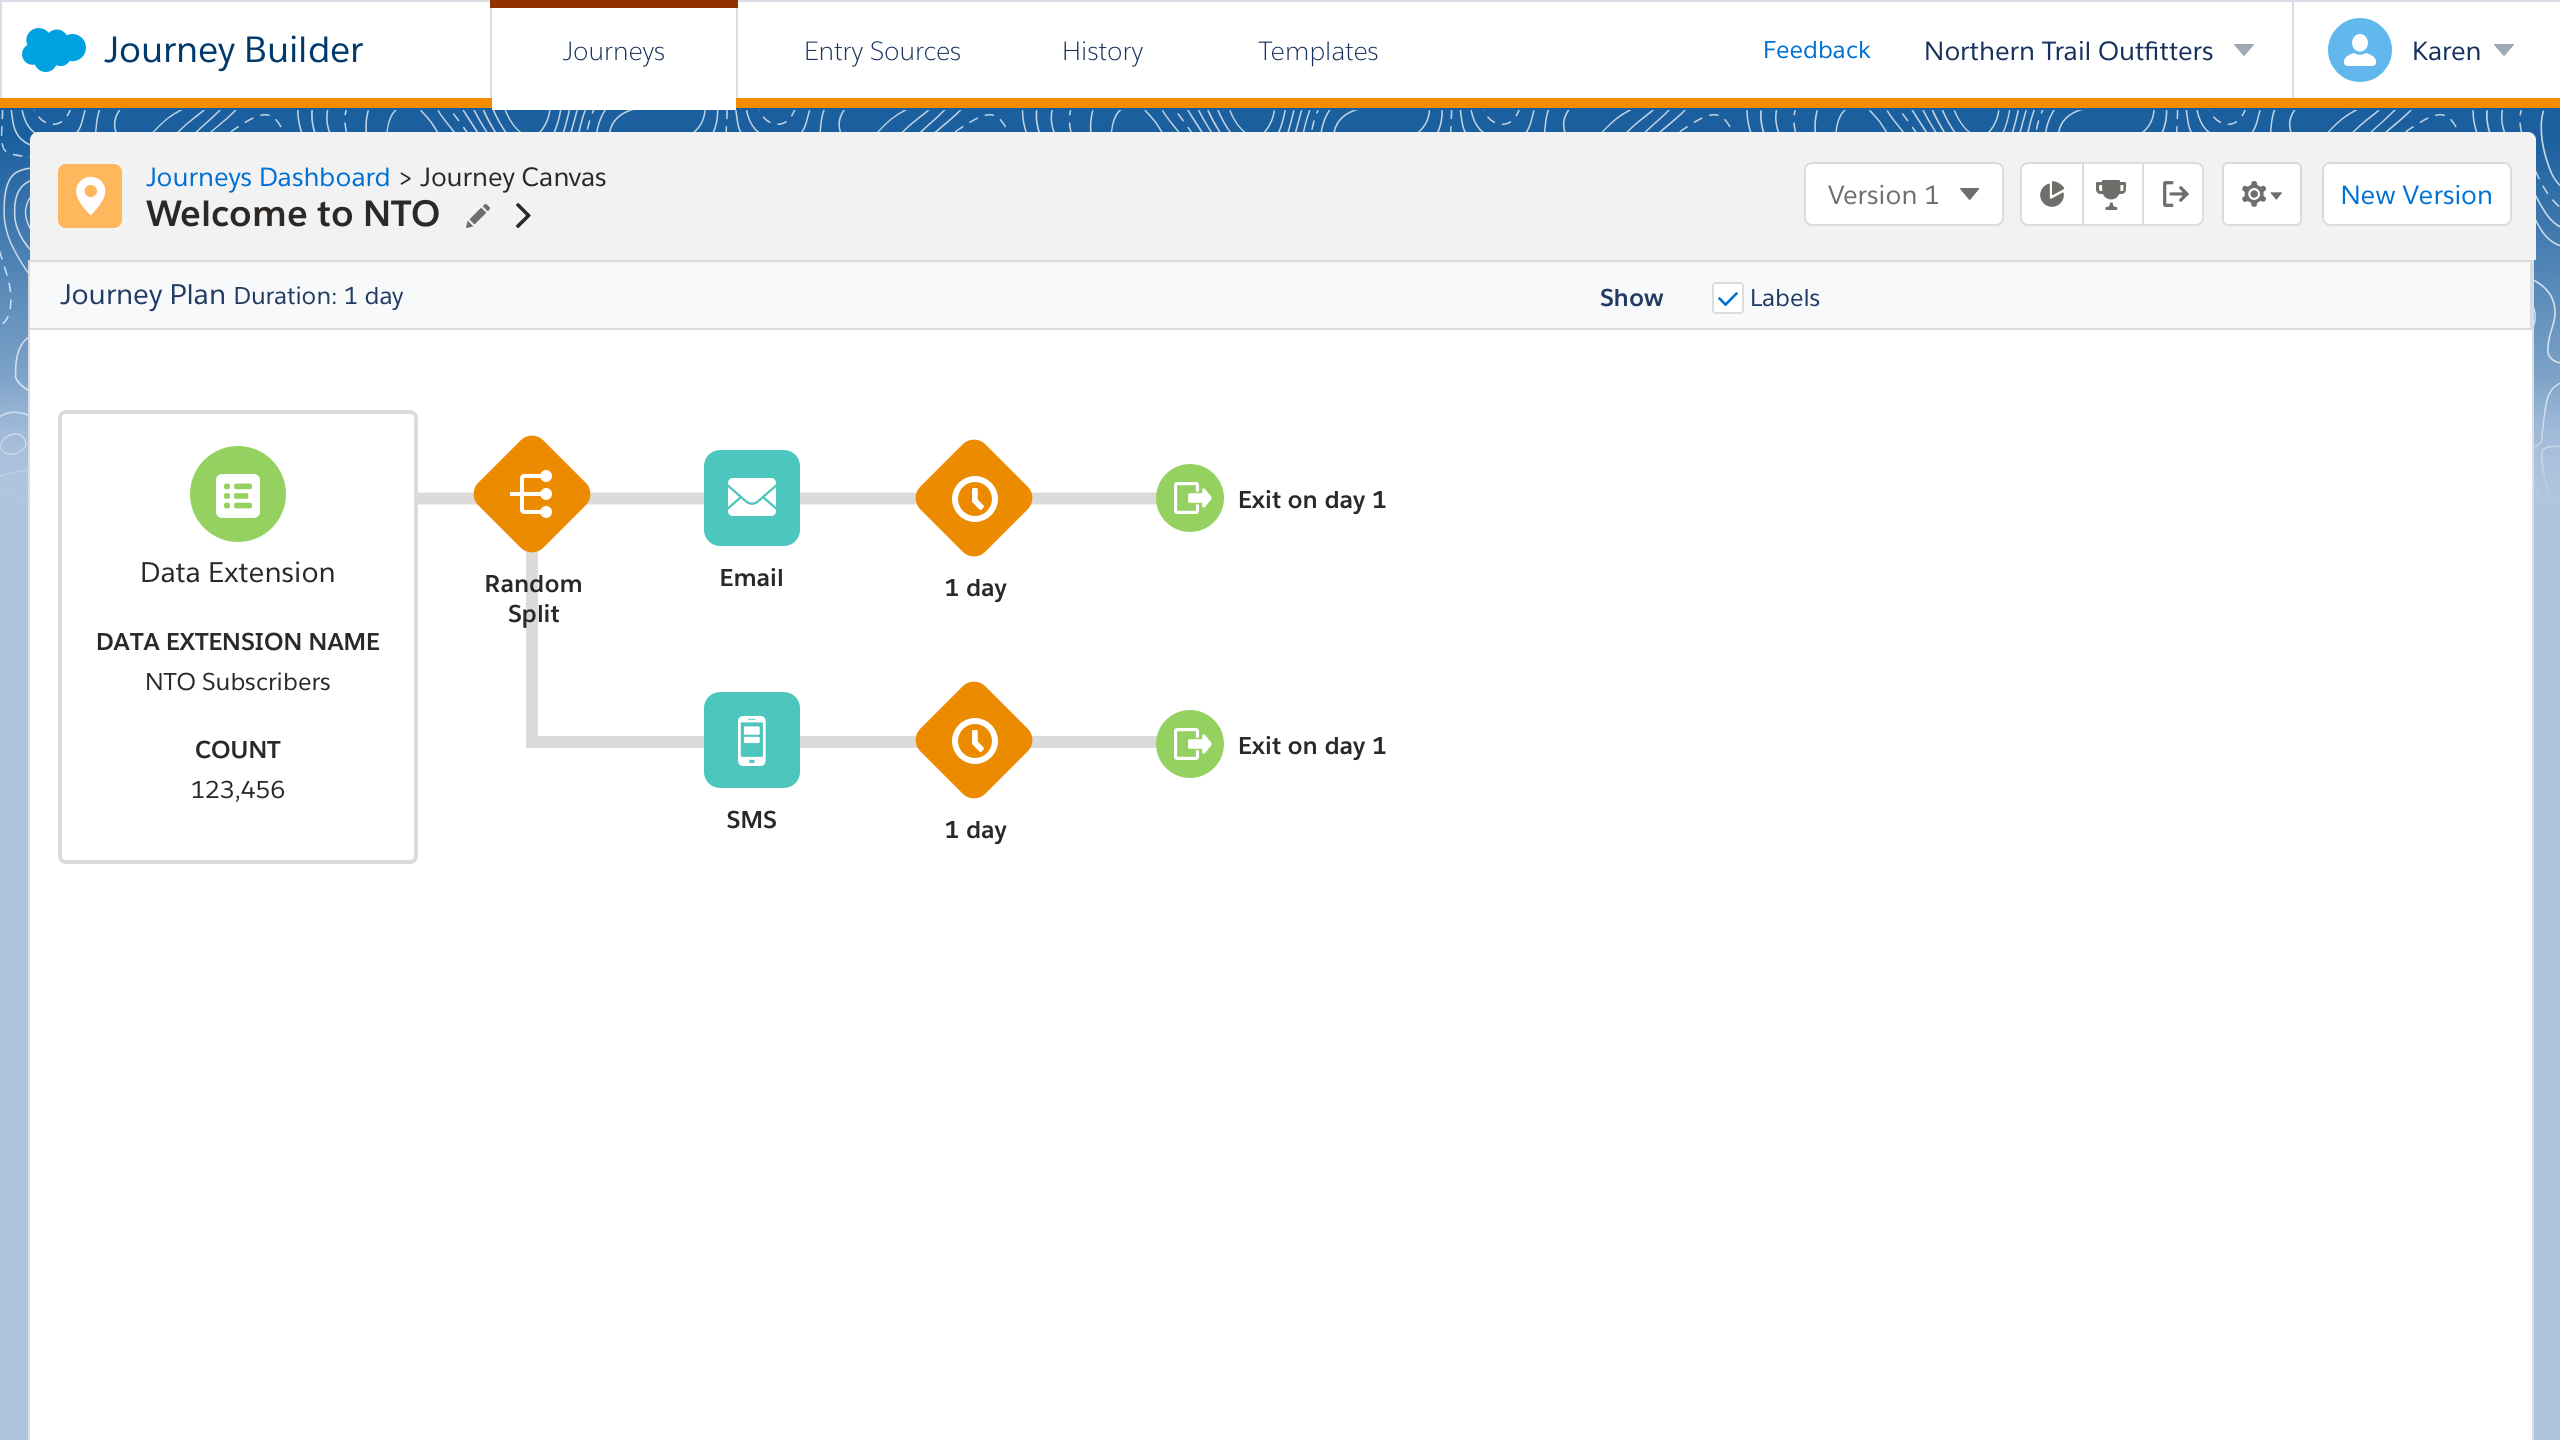 Journey Builder
Journeys
Entry Sources
History
Templates
Feedback
Northern Trail Outfitters
Karen
Journeys Dashboard > Journey Canvas
Welcome to NTO
Version 1
New Version
Journey Plan Duration: 1 day
Show
Labels
Data Extension
DATA EXTENSION NAME
NTO Subscribers
COUNT
123,456
Random
Split
Email
1 day
Exit on day 1
SMS
1 day
Exit on day 1